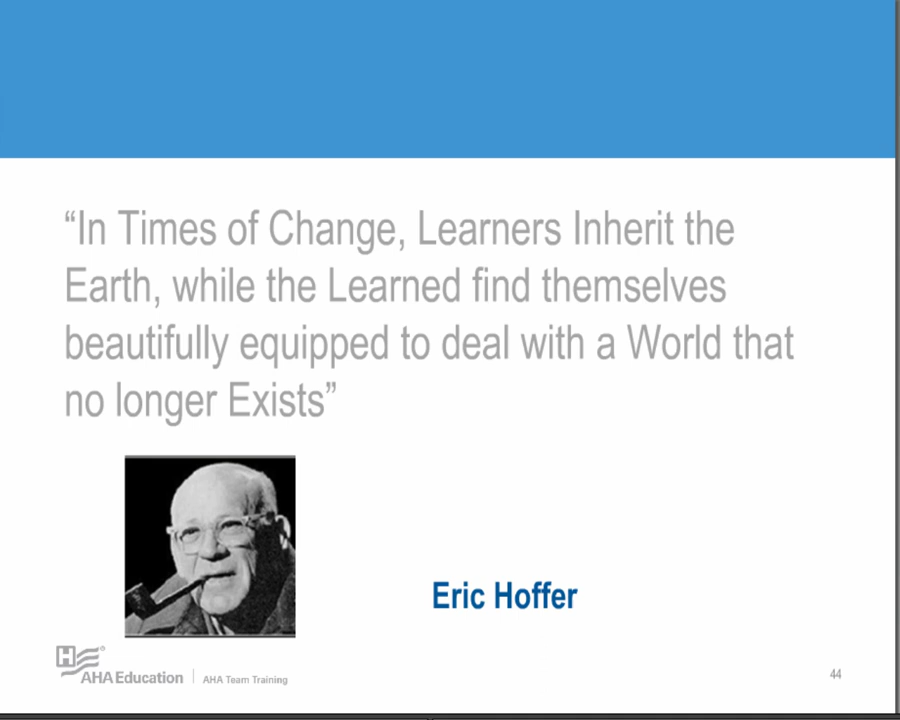 “In Times of Change, Learners Inherit the
Earth, while the Learned find themselves
beautifully equipped to deal with a World that
no longer Exists”
Eric Hoffer
H®
AHA Education | AHA Team Training
44